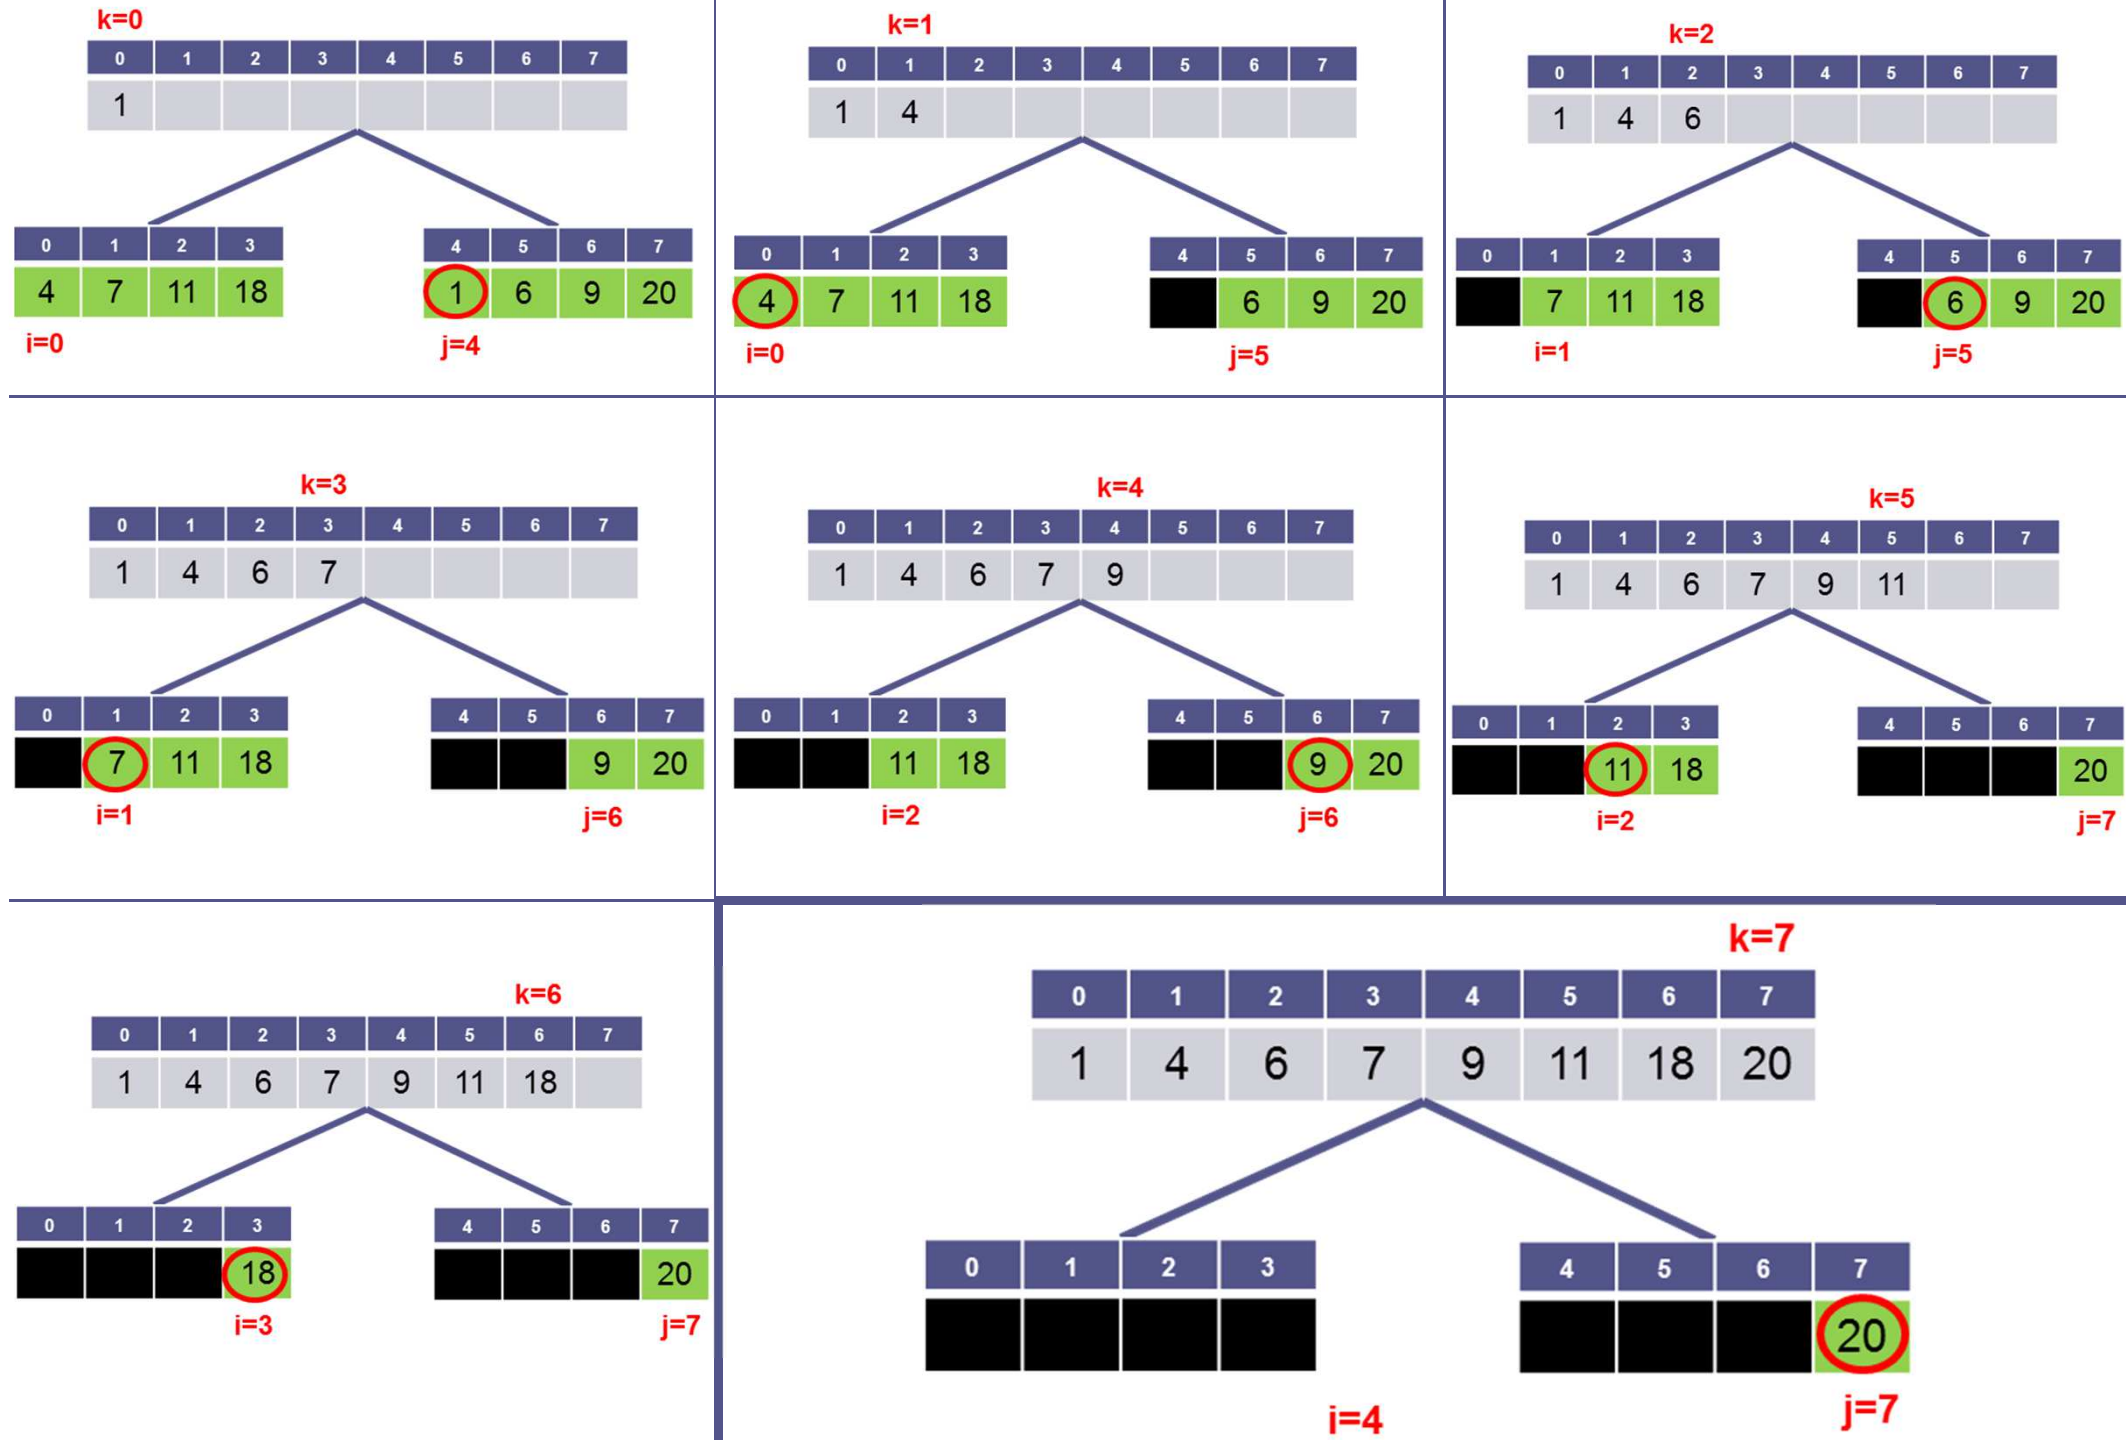 k=0
0 1 2 3 4 5 6 7
1
0 1 2 3
4 7 11 18
i=0
4 5 6 7
1 6 9 20
j=4
k=1
0 1 2 3 4 5 6 7
1 4
0 1 2 3
4 7 11 18
i=0
4 5 6 7
6 9 20
j=5
k=2
0 1 2 3 4 5 6 7
1 4 6
0 1 2 3
7 11 18
i=1
4 5 6 7
6 9 20
j=5
k=3
0 1 2 3 4 5 6 7
1 4 6 7
0 1 2 3
7 11 18
i=1
4 5 6 7
9 20
j=6
k=4
0 1 2 3 4 5 6 7
1 4 6 7 9
0 1 2 3
11 18
i=2
4 5 6 7
9 20
j=6
k=5
0 1 2 3 4 5 6 7
1 4 6 7 9 11
0 1 2 3
11 18
i=2
4 5 6 7
20
j=7
k=6
0 1 2 3 4 5 6 7
1 4 6 7 9 11 18
0 1 2 3
18
i=3
4 5 6 7
20
j=7
k=7
0 1 2 3 4 5 6 7
1 4 6 7 9 11 18 20
0 1 2 3
i=4
4 5 6 7
20
j=7